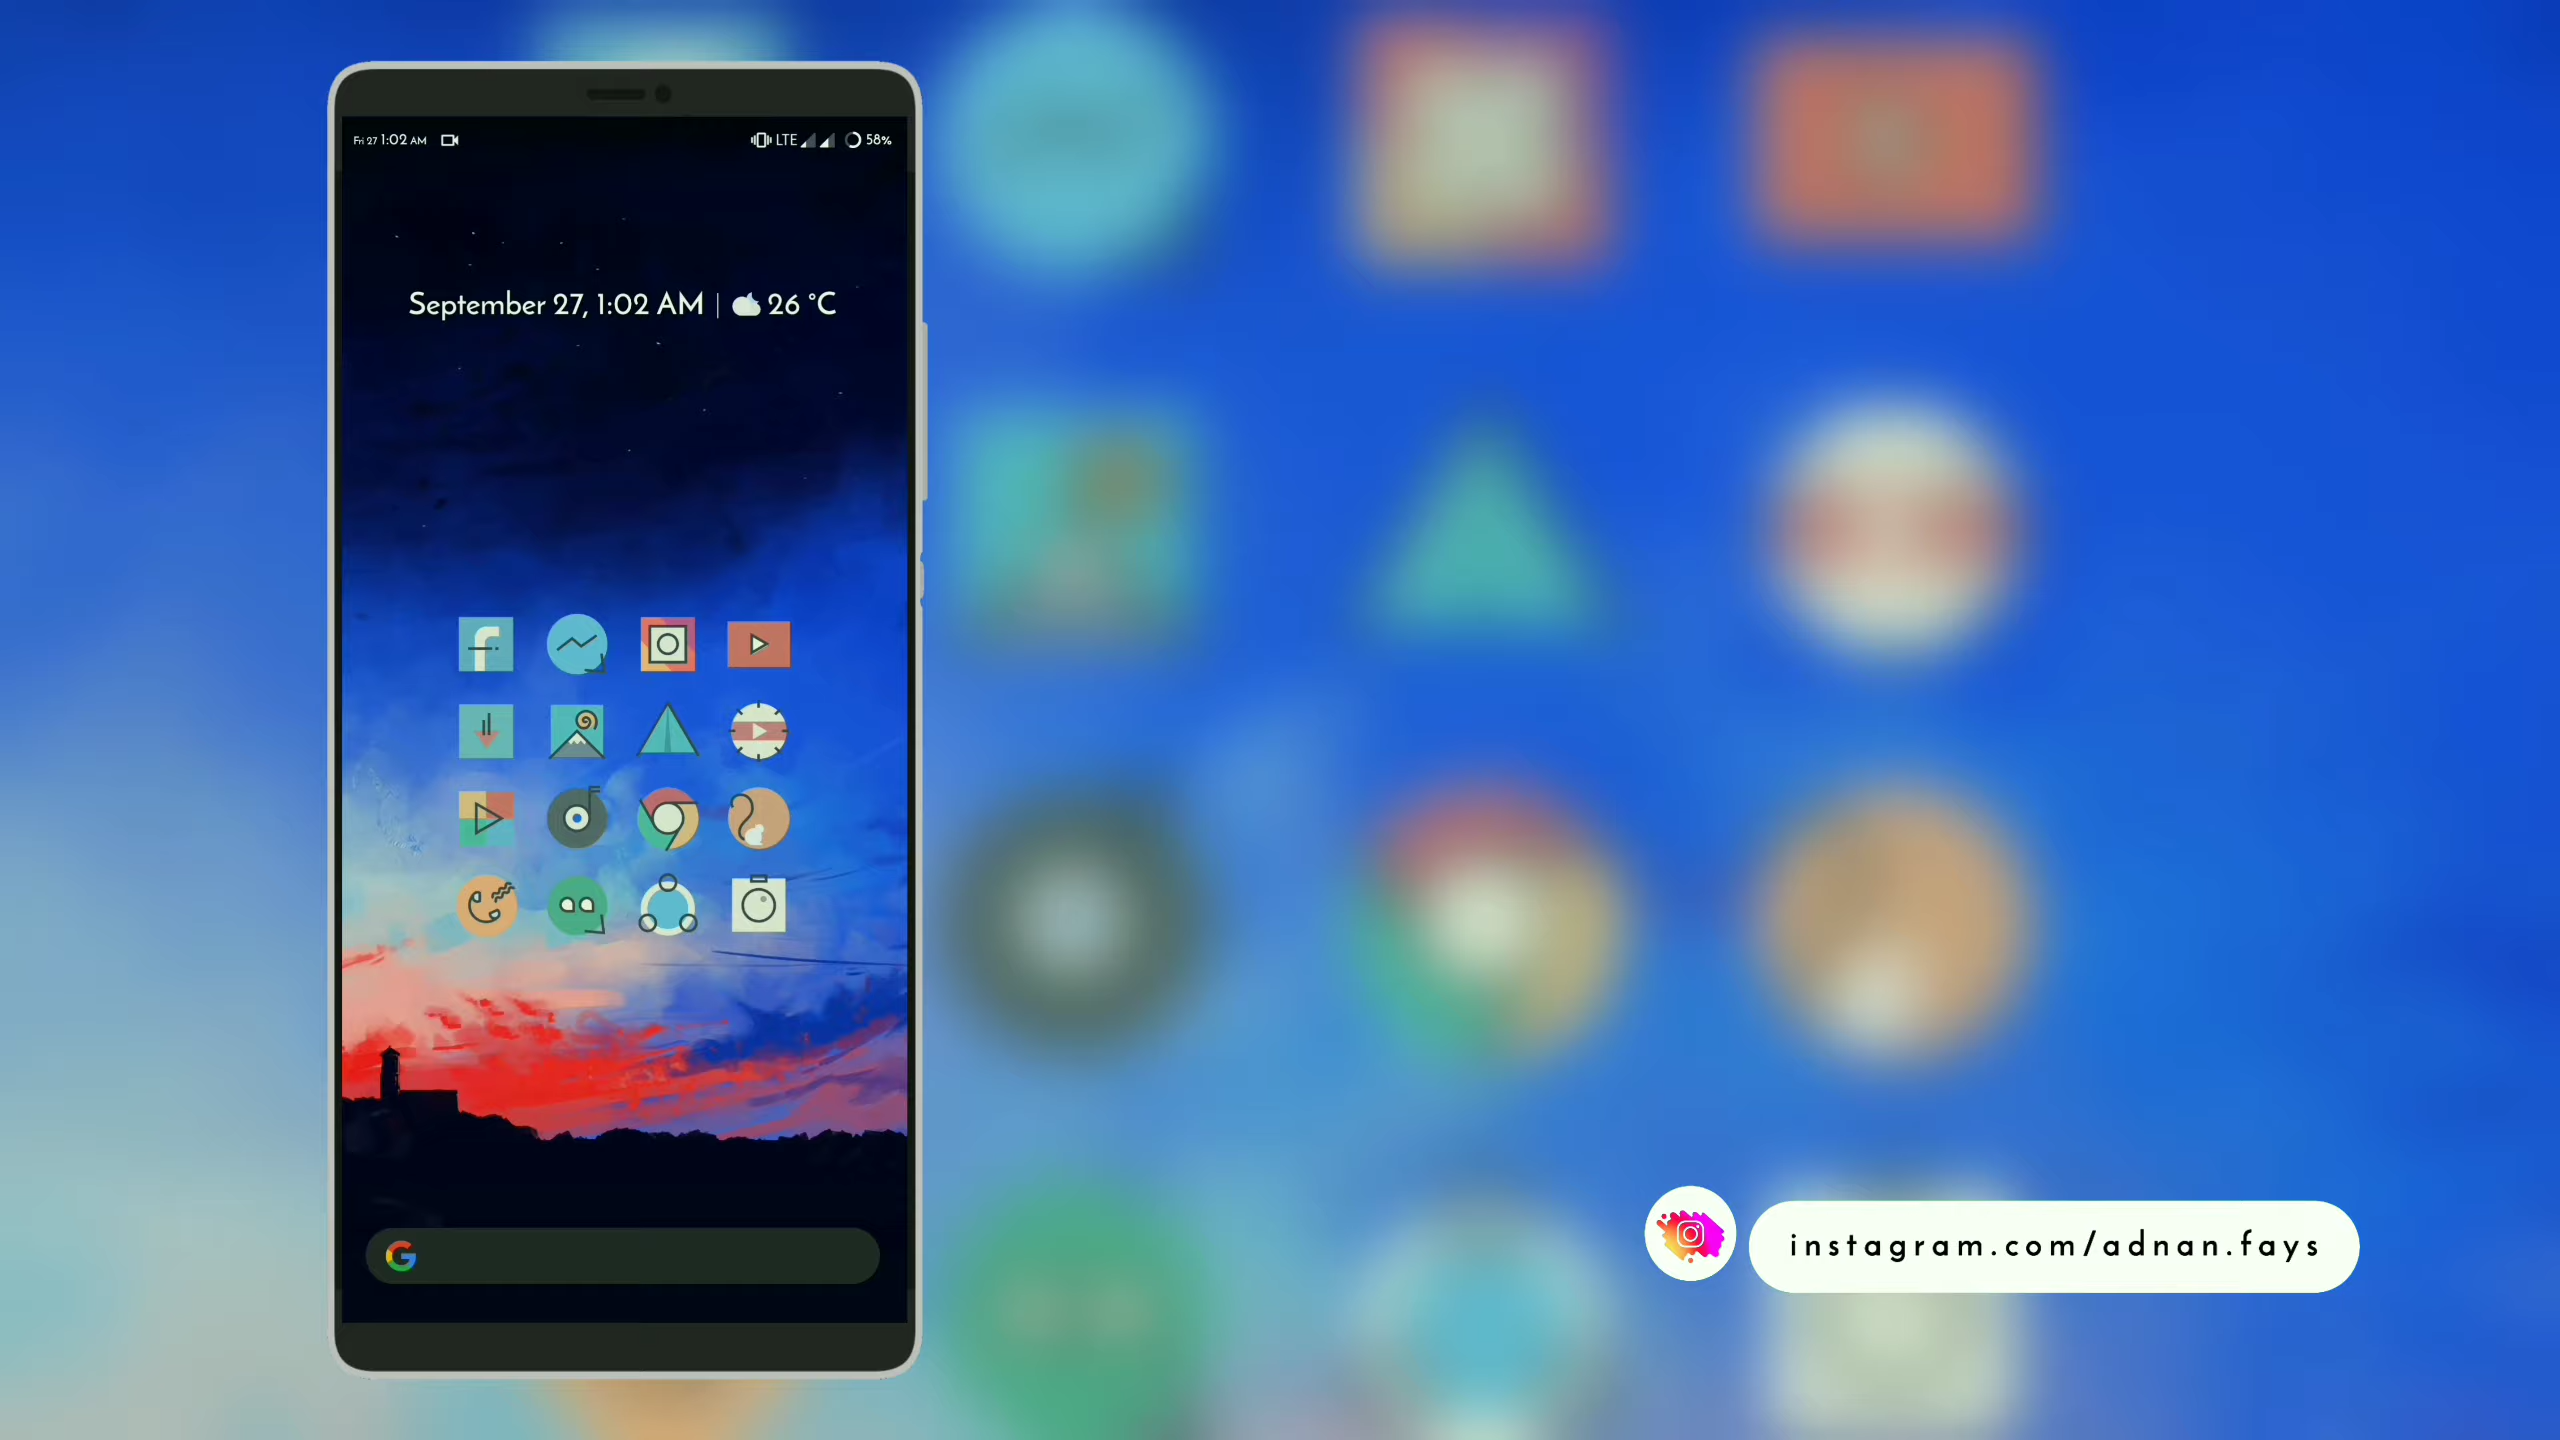 Fri 27 1:02 AM
LTE 58%
September 27, 1:02 AM | 26 °C
instagram.com/adnan.fays